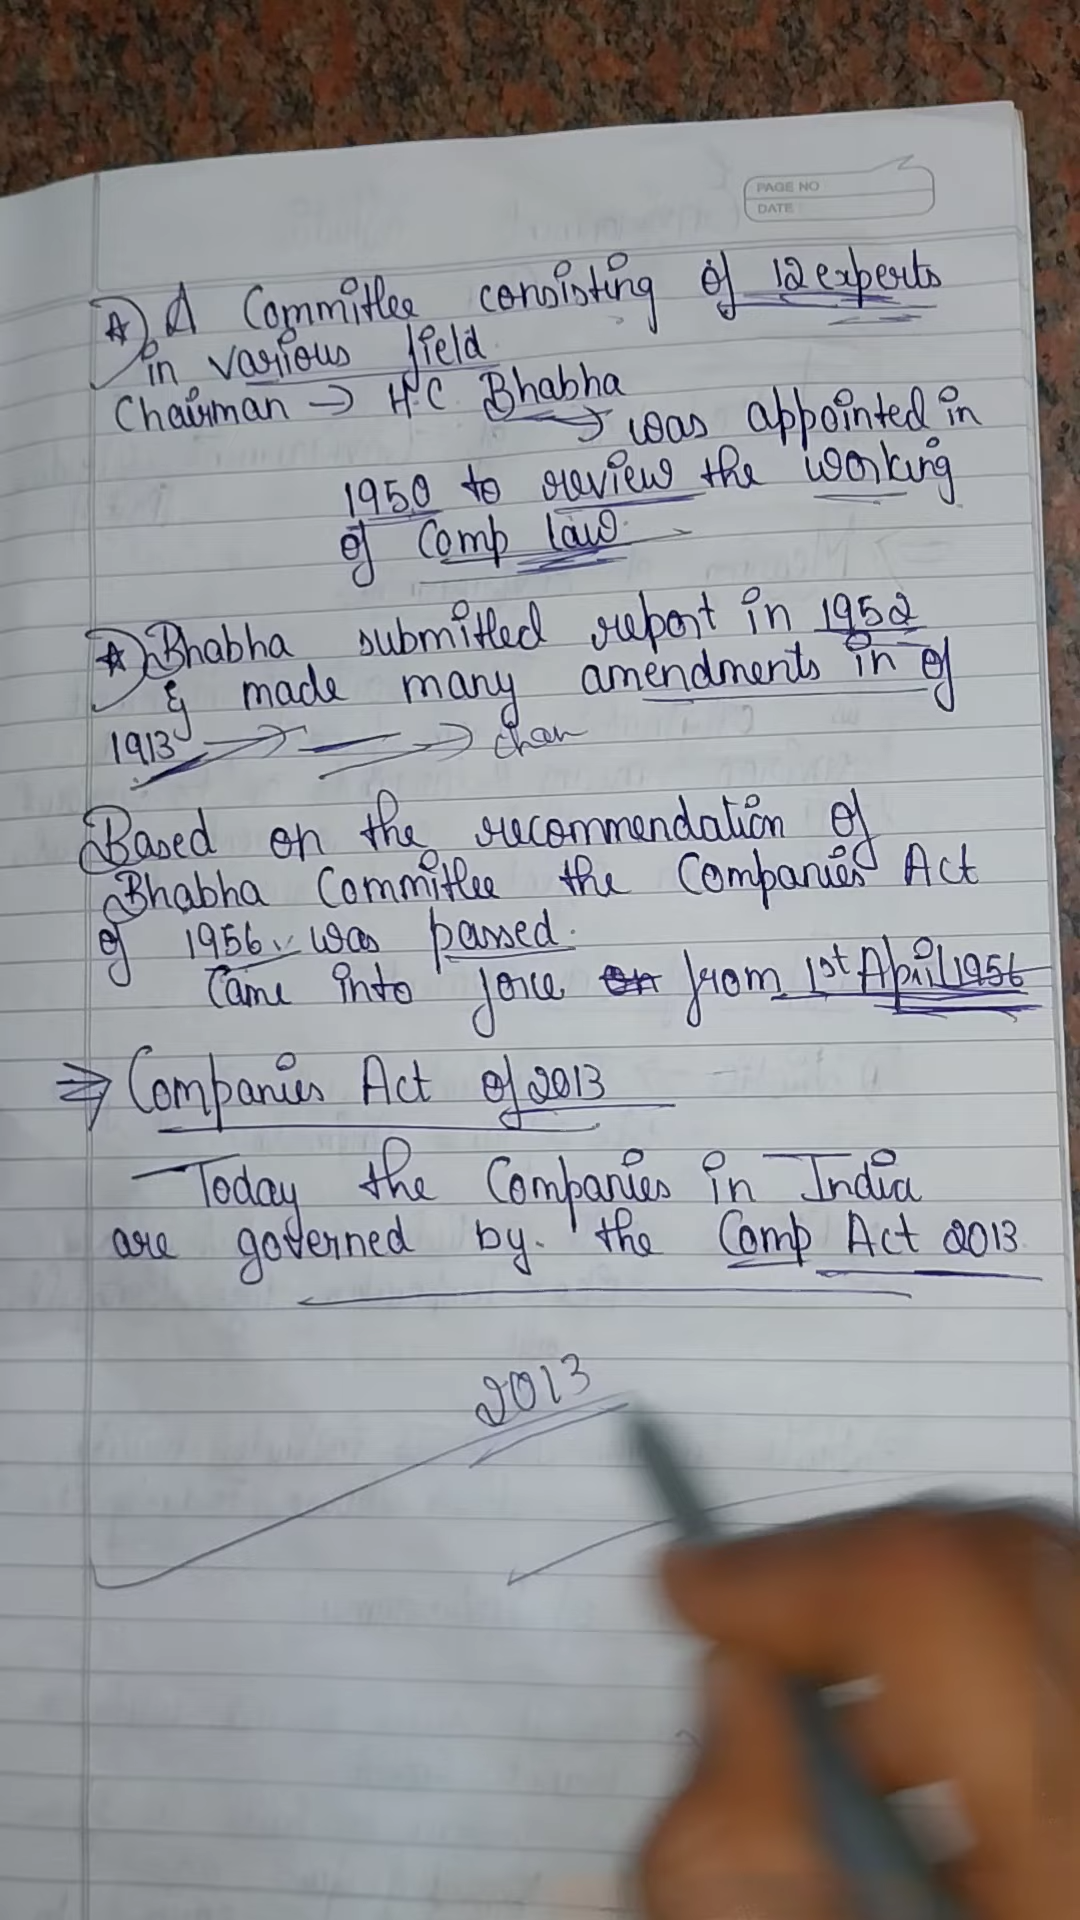 PAGE NO
DATE
☆) A Committee consisting of 12 experts
in various field.
Chairman → H.C Bhabha
→ was appointed in
1950 to review the working
of Comp law.
☆) Bhabha submitted report in 1952
& made many amendments in of
1913 → → chan
Based on the recommendation of
Bhabha Committee the Companies Act
of 1956 was passed.
Came into force from 1st April 1956
⇒ Companies Act of 2013
Today the Companies in India
are governed by. the Comp Act 2013
2013